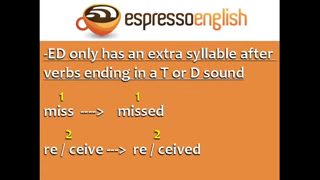 espressoenglish
-ED only has an extra syllable after
verbs ending in a T or D sound
1 1
miss ----> missed
2 2
re / ceive ---> re / ceived